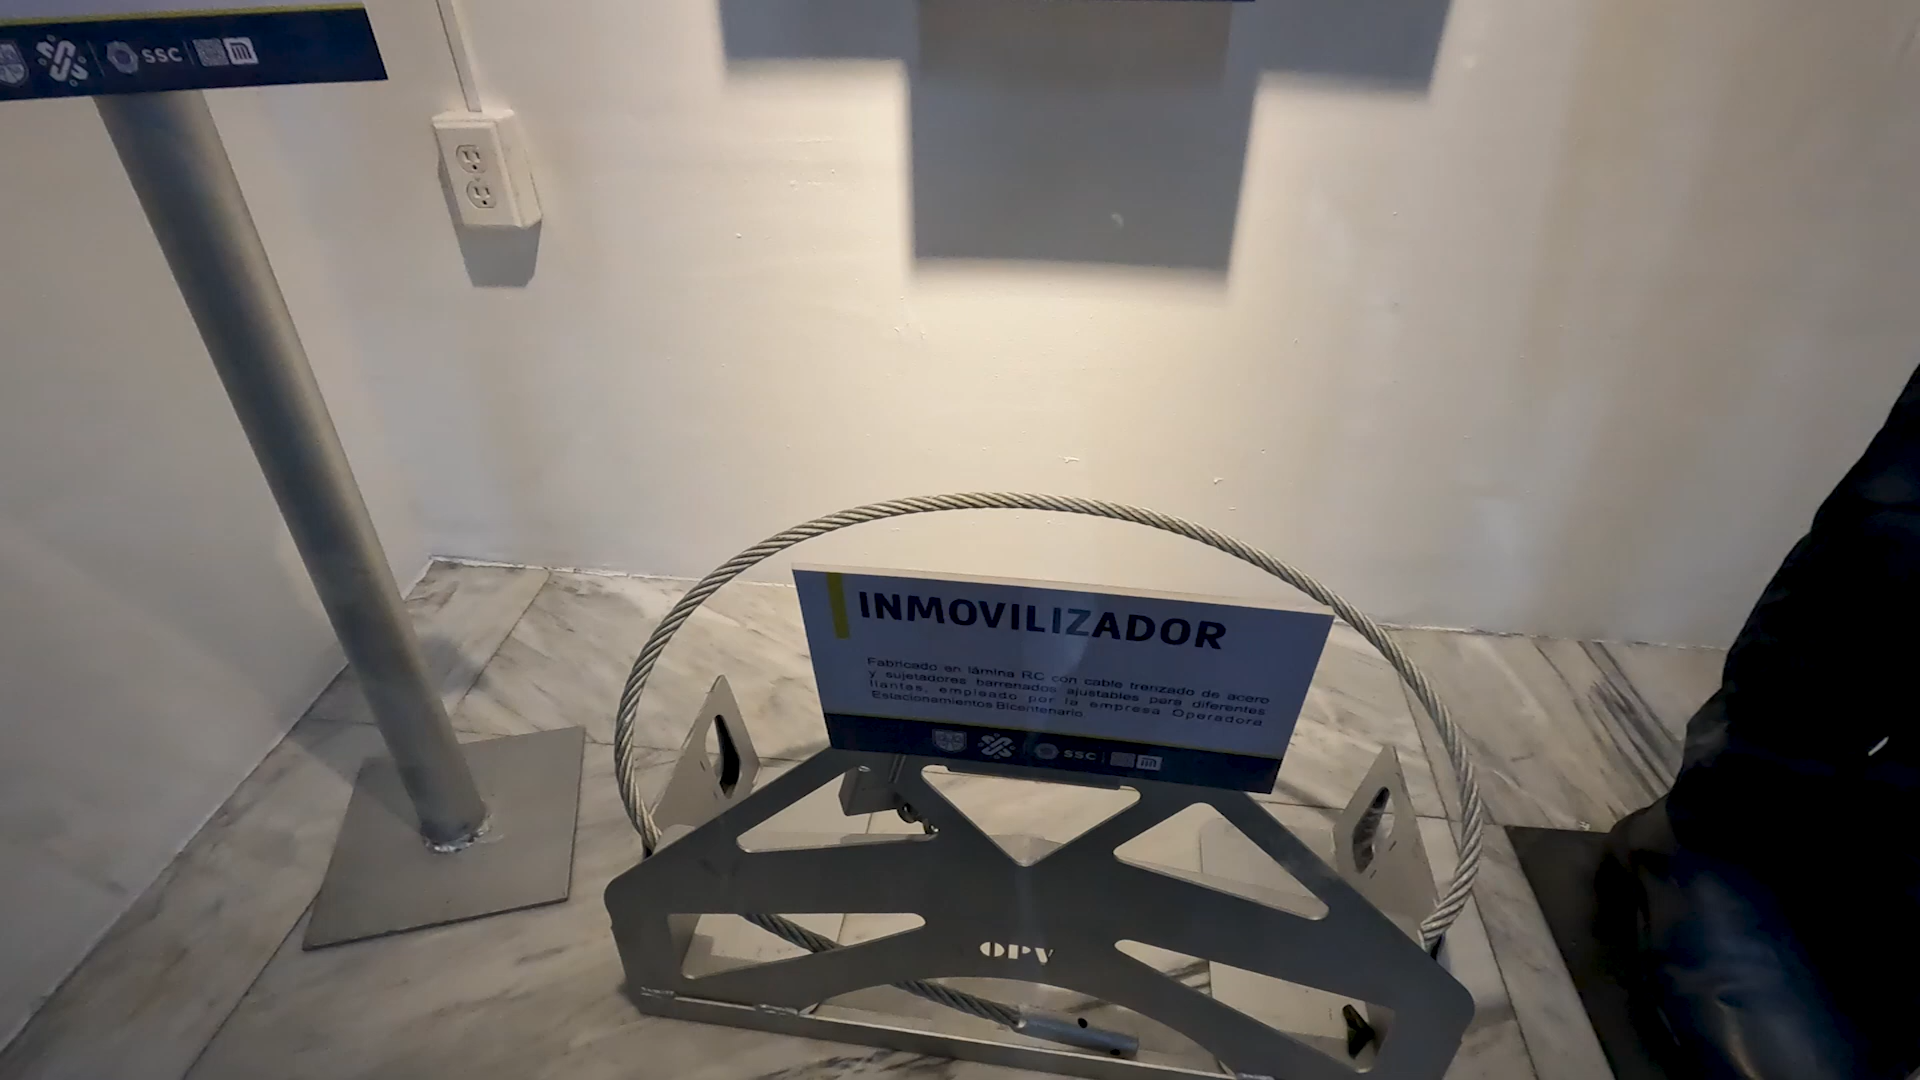 SSC
INMOVILIZADOR
Fabricado en lámina RC con cable trenzado de acero
y sujetadores barrenados ajustables para diferentes
llantas, empleado por la empresa Operadora
Estacionamientos Bicentenario
SSC
OPV